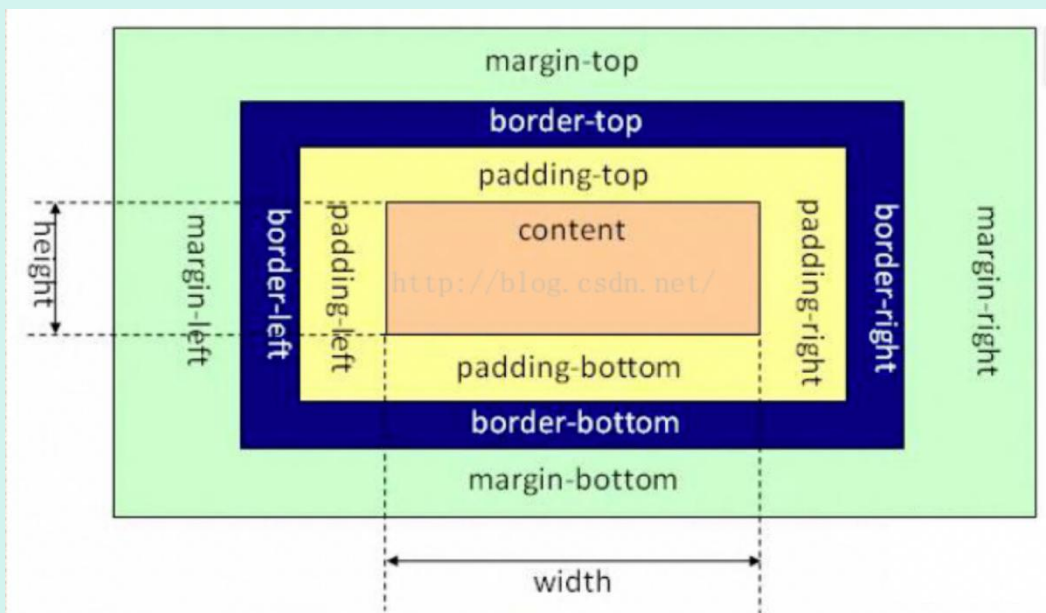 margin-top
border-top
padding-top
height
margin-left
border-left
padding-left
content
http://blog.csdn.net/
padding-right
border-right
margin-right
padding-bottom
border-bottom
margin-bottom
width